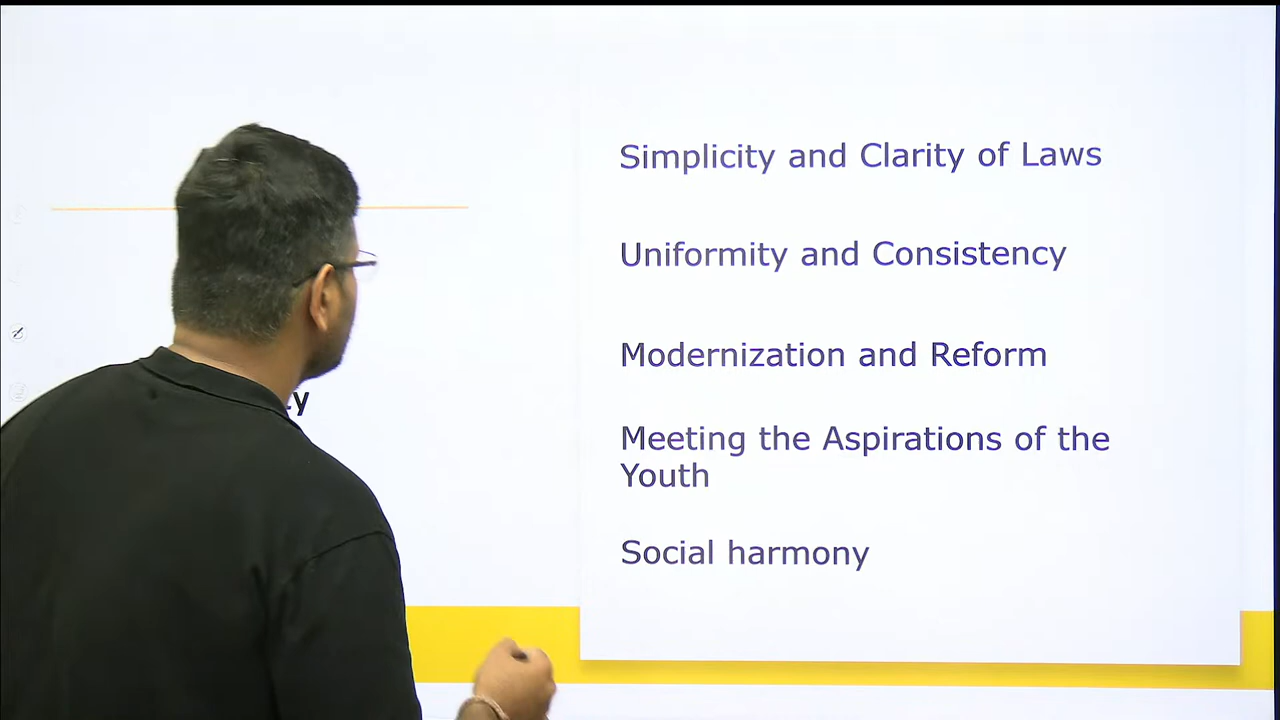 Simplicity and Clarity of Laws
Uniformity and Consistency
Modernization and Reform
Meeting the Aspirations of the
Youth
Social harmony